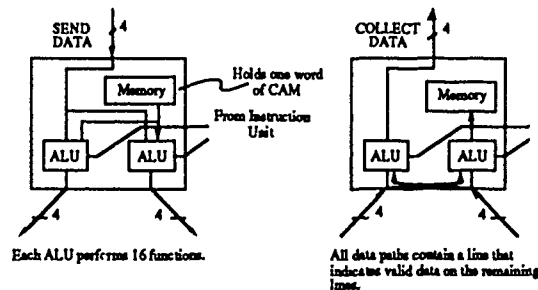 SEND
DATA
4
Memory
Holds one word
of CAM
From Instruction
Unit
ALU
ALU
4
4
Each ALU performs 16 functions.
COLLECT
DATA
4
Memory
ALU
ALU
4
4
All data paths contain a line that
indicates valid data on the remaining
lines.